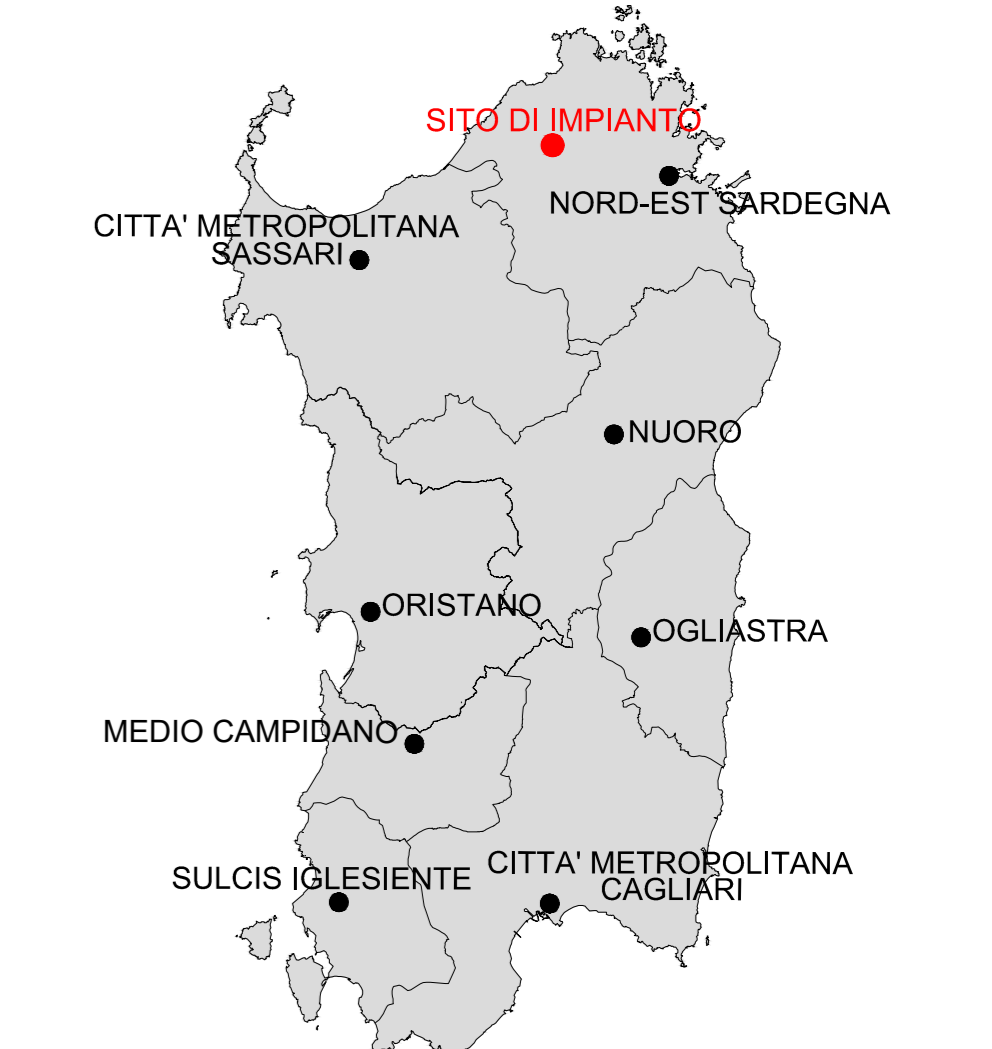 SITO DI IMPIANTO
NORD-EST SARDEGNA
CITTA' METROPOLITANA
SASSARI
NUORO
ORISTANO
OGLIASTRA
MEDIO CAMPIDANO
SULCIS IGLESIENTE
CITTA' METROPOLITANA
CAGLIARI